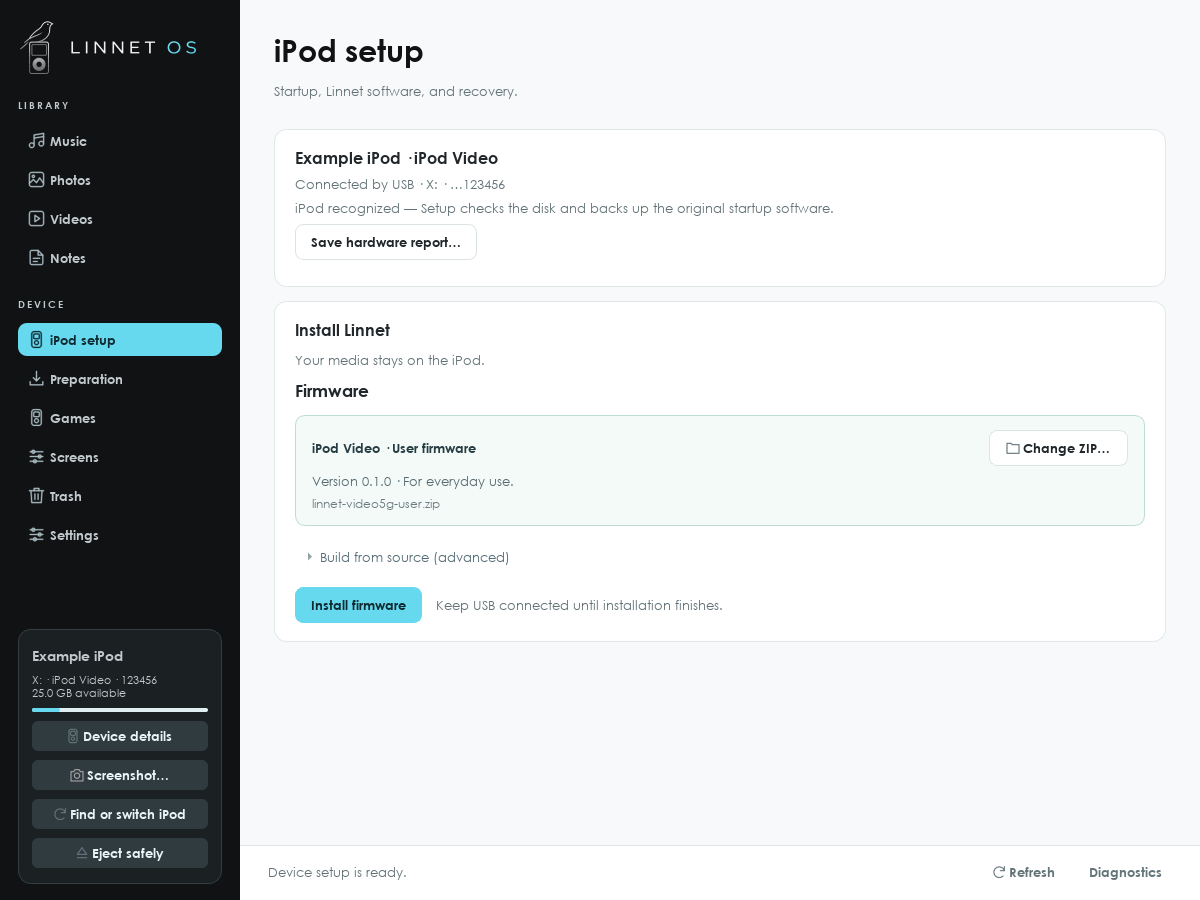 LINNET OS
LIBRARY
Music
Photos
Videos
Notes
DEVICE
iPod setup
Preparation
Games
Screens
Trash
Settings
Example iPod
X: · iPod Video · 123456
25.0 GB available
Device details
Screenshot...
Find or switch iPod
Eject safely
iPod setup
Startup, Linnet software, and recovery.
Example iPod · iPod Video
Connected by USB · X: · ...123456
iPod recognized — Setup checks the disk and backs up the original startup software.
Save hardware report...
Install Linnet
Your media stays on the iPod.
Firmware
iPod Video · User firmware
Change ZIP...
Version 0.1.0 · For everyday use.
linnet-video5g-user.zip
Build from source (advanced)
Install firmware
Keep USB connected until installation finishes.
Device setup is ready.
Refresh
Diagnostics